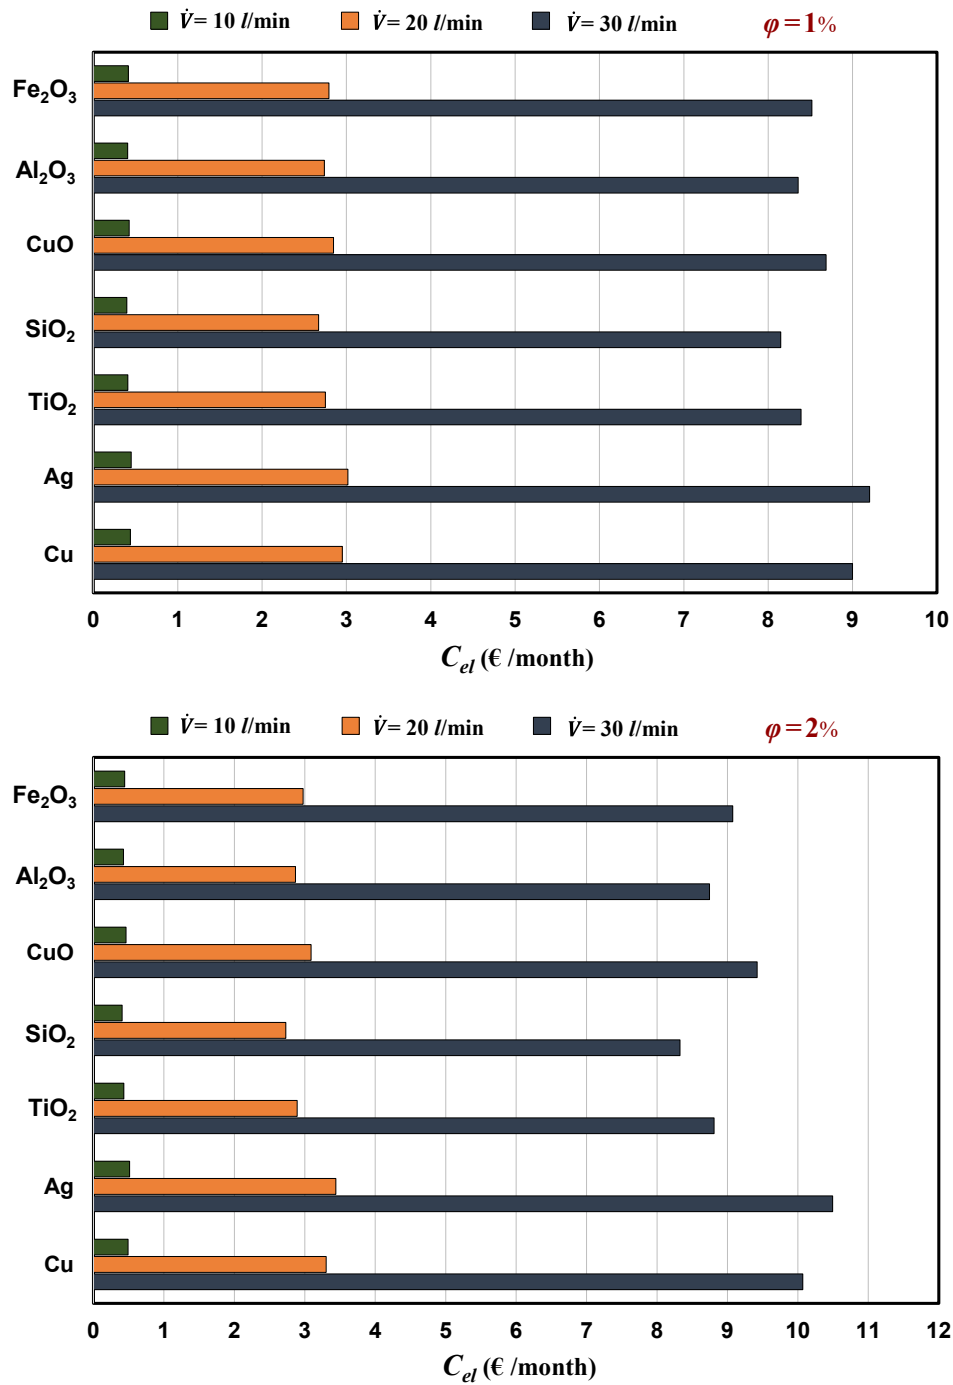 V̇= 10 l/min V̇= 20 l/min V̇= 30 l/min φ=1%
Fe₂O₃
Al₂O₃
CuO
SiO₂
TiO₂
Ag
Cu
0 1 2 3 4 5 6 7 8 9 10
Cₑₗ (€ /month)
V̇= 10 l/min V̇= 20 l/min V̇= 30 l/min φ=2%
Fe₂O₃
Al₂O₃
CuO
SiO₂
TiO₂
Ag
Cu
0 1 2 3 4 5 6 7 8 9 10 11 12
Cₑₗ (€ /month)